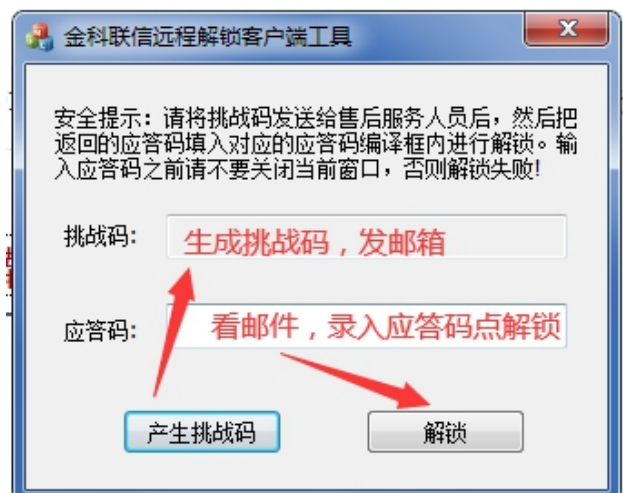 金科联信远程解锁客户端工具
安全提示：请将挑战码发送给售后服务人员后，然后把
返回的应答码填入对应的应答码编译框内进行解锁。输
入应答码之前请不要关闭当前窗口，否则解锁失败!
挑战码: 生成挑战码，发邮箱
应答码: 看邮件，录入应答码点解锁
产生挑战码 解锁